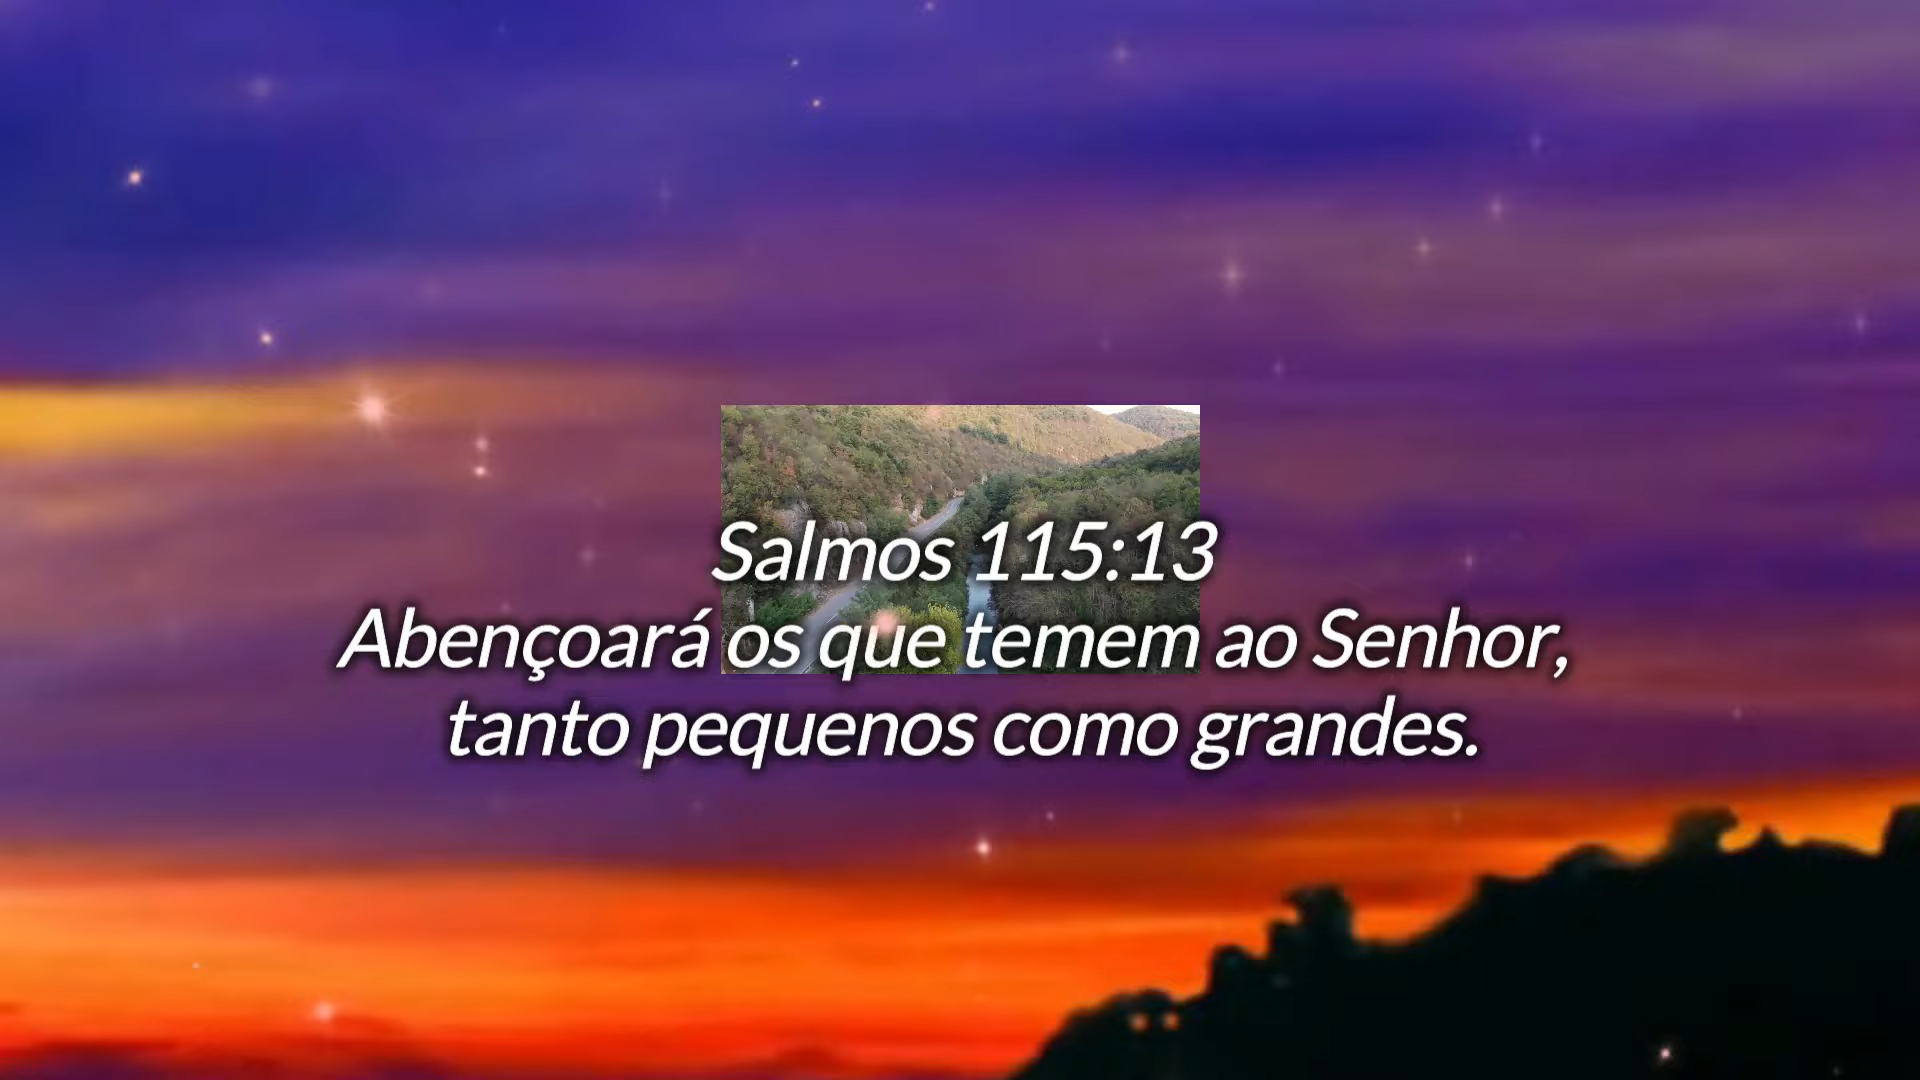 Salmos 115:13
Abençoará os que temem ao Senhor,
tanto pequenos como grandes.